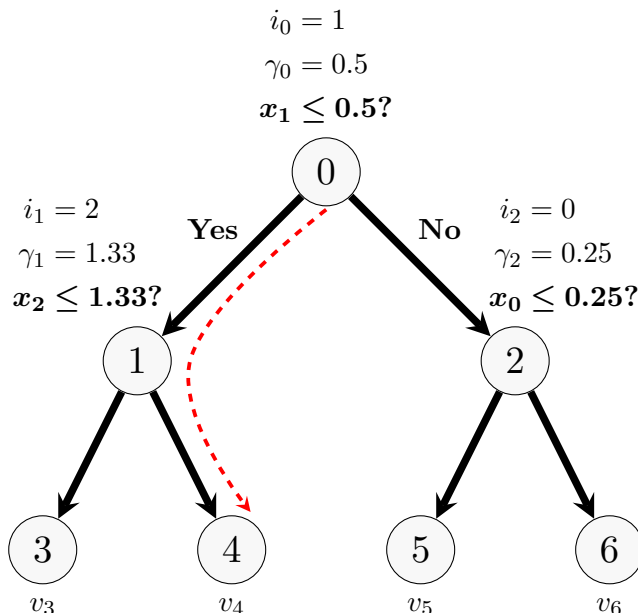 i₀ = 1
γ₀ = 0.5
x₁ ≤ 0.5?
0
Yes
No
i₁ = 2
γ₁ = 1.33
x₂ ≤ 1.33?
i₂ = 0
γ₂ = 0.25
x₀ ≤ 0.25?
1
2
3
4
5
6
v₃
v₄
v₅
v₆